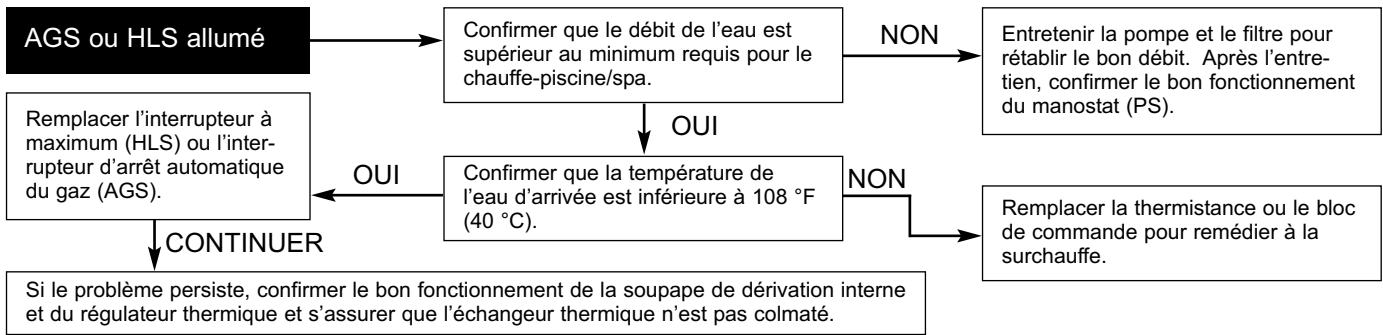 AGS ou HLS allumé
Confirmer que le débit de l’eau est
supérieur au minimum requis pour le
chauffe-piscine/spa.
NON
Entretenir la pompe et le filtre pour
rétablir le bon débit. Après l’entre-
tien, confirmer le bon fonctionnement
du manostat (PS).
OUI
Confirmer que la température de
l’eau d’arrivée est inférieure à 108 °F
(40 °C).
NON
Remplacer la thermistance ou le bloc
de commande pour remédier à la
surchauffe.
OUI
Remplacer l’interrupteur à
maximum (HLS) ou l’inter-
rupteur d’arrêt automatique
du gaz (AGS).
CONTINUER
Si le problème persiste, confirmer le bon fonctionnement de la soupape de dérivation interne
et du régulateur thermique et s’assurer que l’échangeur thermique n’est pas colmaté.